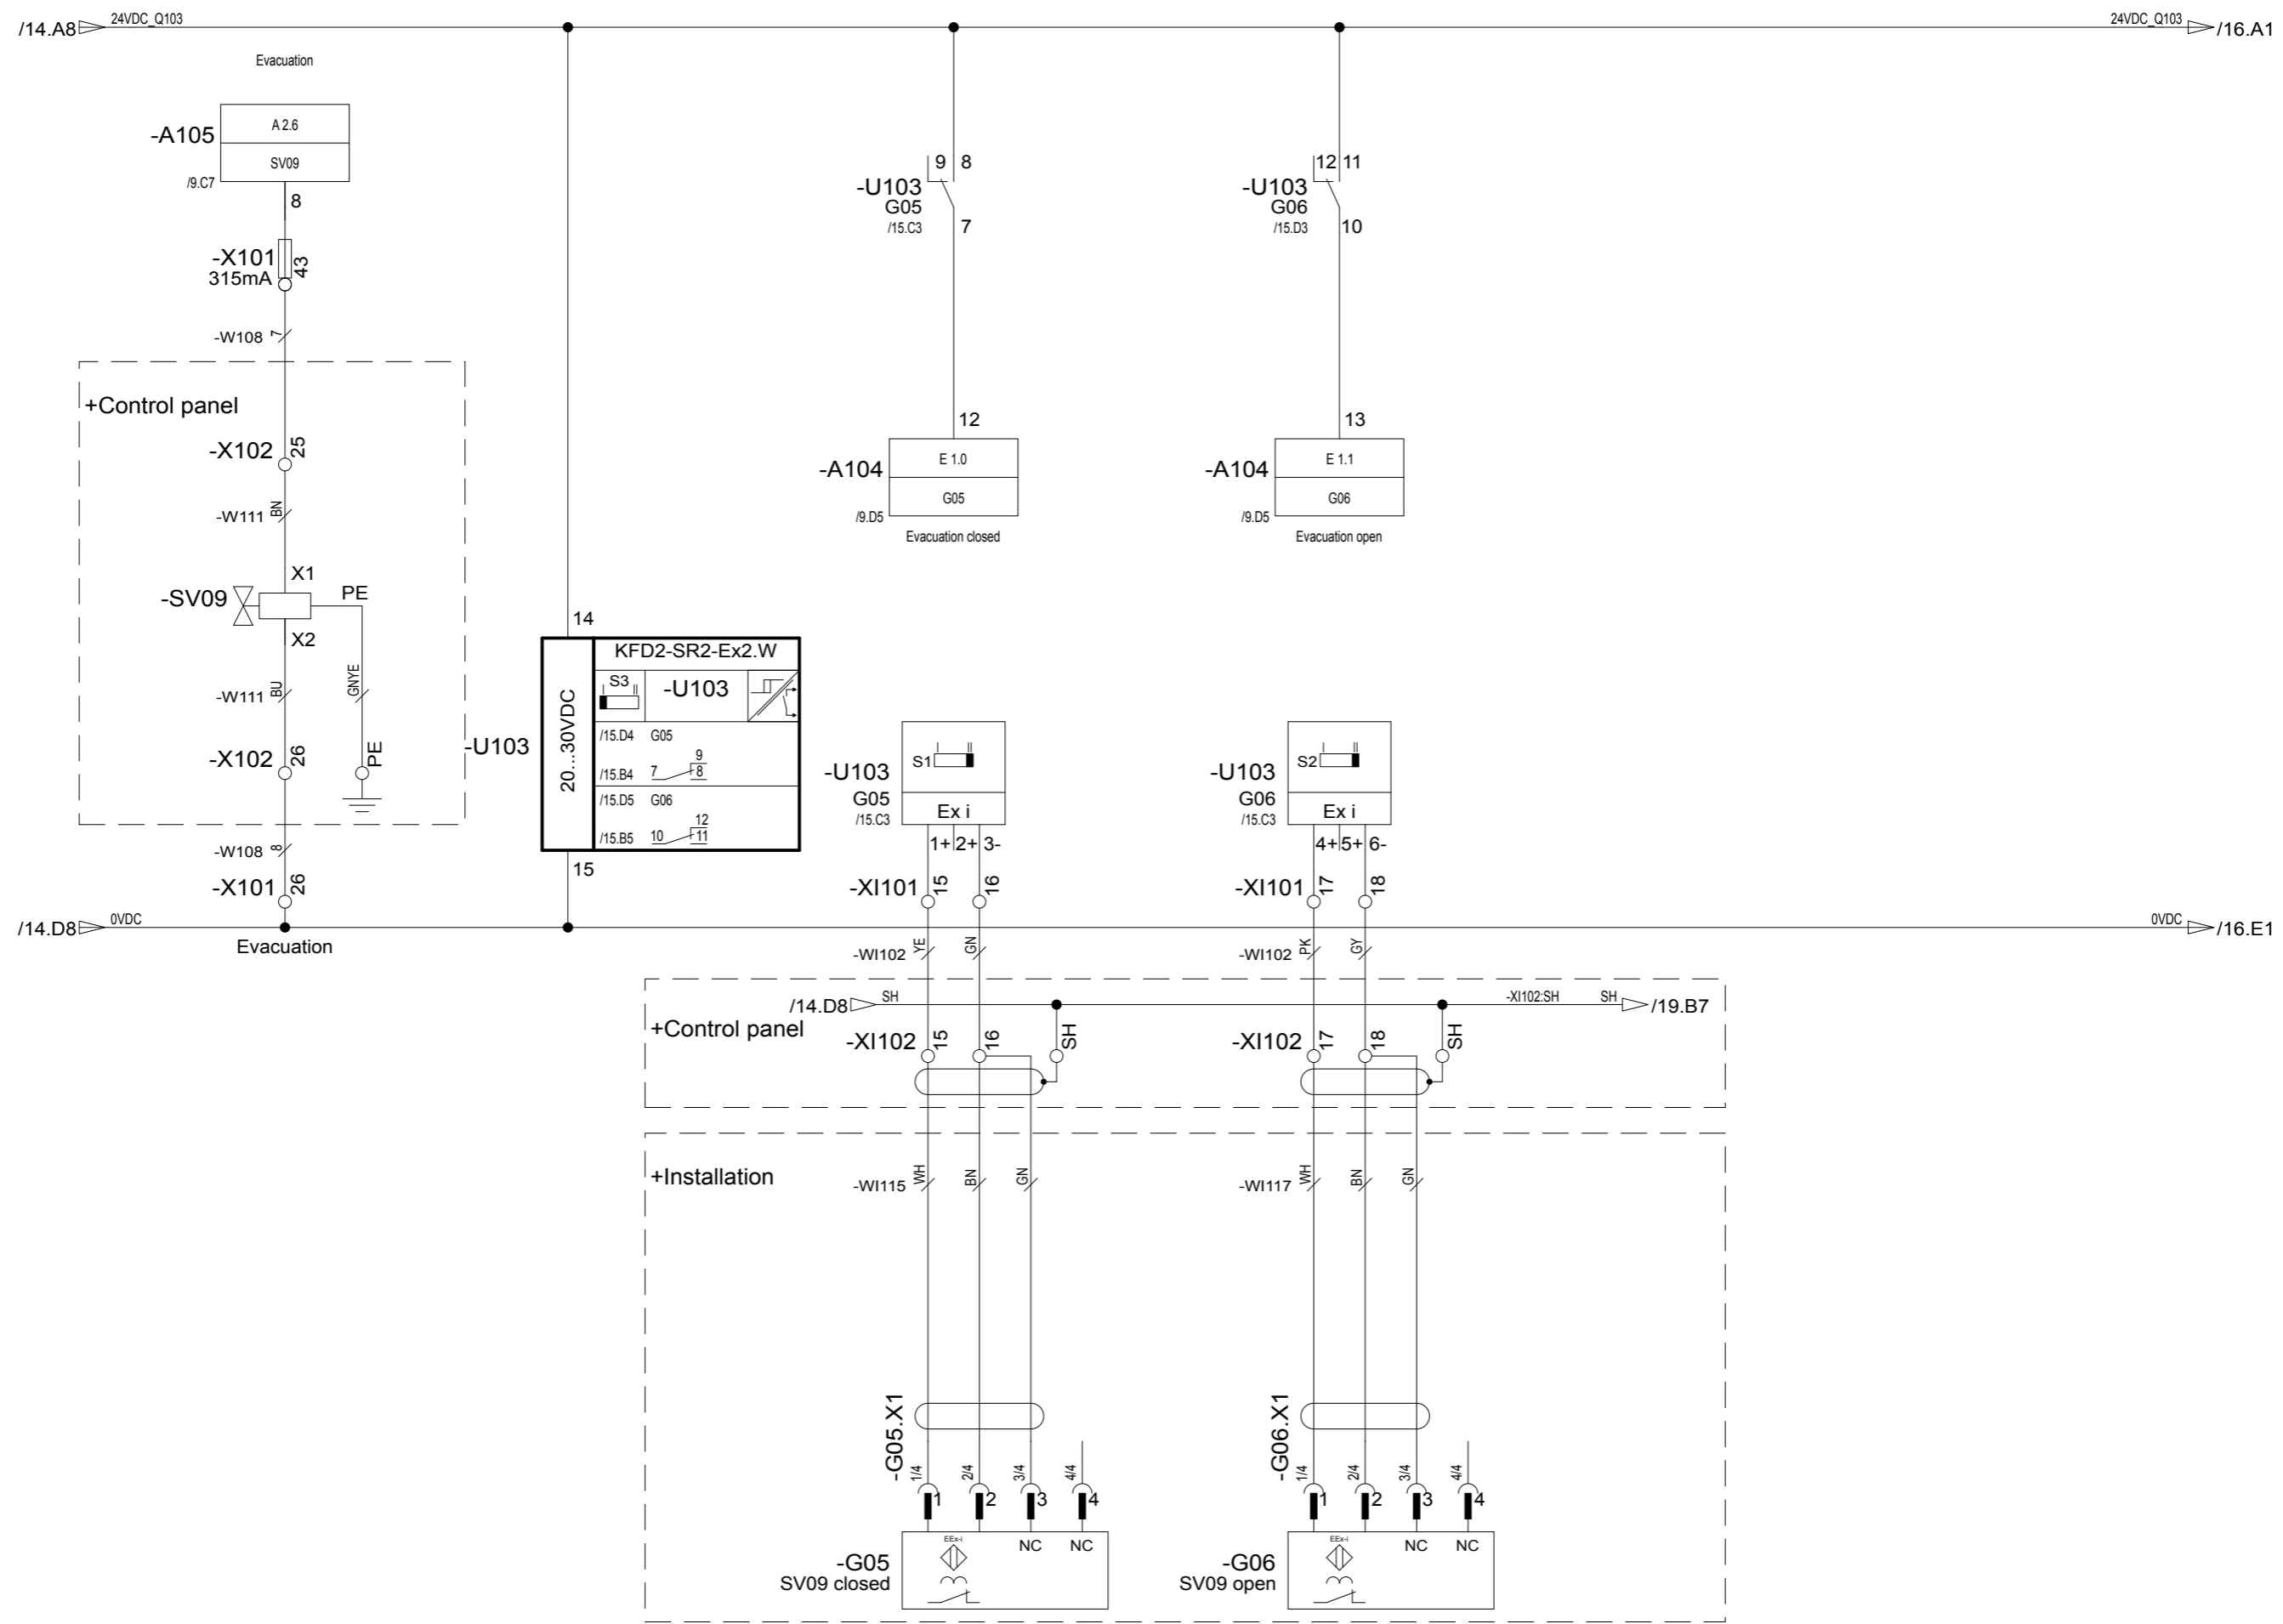 /14.A8 24VDC_Q103
24VDC_Q103 /16.A1
Evacuation
-A105
A 2.6
SV09
/9.C7
8
-X101
315mA
43
-W108 7
+Control panel
-X102 25
-W111 BN
X1
-SV09
PE
X2
-W111 BU
GNYE
-X102 26
PE
-W108 8
-X101 26
/14.D8 0VDC
0VDC /16.E1
Evacuation
14
-U103
20...30VDC
KFD2-SR2-Ex2.W
S3 I II
-U103
/15.D4 G05
9
/15.B4 7 8
/15.D5 G06
12
/15.B5 10 11
15
9 8
-U103
G05
/15.C3
7
12
-A104
E 1.0
G05
/9.D5
Evacuation closed
12 11
-U103
G06
/15.D3
10
13
-A104
E 1.1
G06
/9.D5
Evacuation open
S1 I II
-U103
G05
/15.C3
Ex i
1+ 2+ 3-
-XI101 15 16
-WI102 YE GN
S2 I II
-U103
G06
/15.C3
Ex i
4+ 5+ 6-
-XI101 17 18
-WI102 PK GY
/14.D8 SH
-XI102:SH SH /19.B7
+Control panel
-XI102 15 16 SH
-XI102 17 18 SH
+Installation
-WI115 WH BN GN
-WI117 WH BN GN
-G05.X1
1/4 2/4 3/4 4/4
1 2 3 4
EEx-i
NC NC
-G05
SV09 closed
-G06.X1
1/4 2/4 3/4 4/4
1 2 3 4
EEx-i
NC NC
-G06
SV09 open